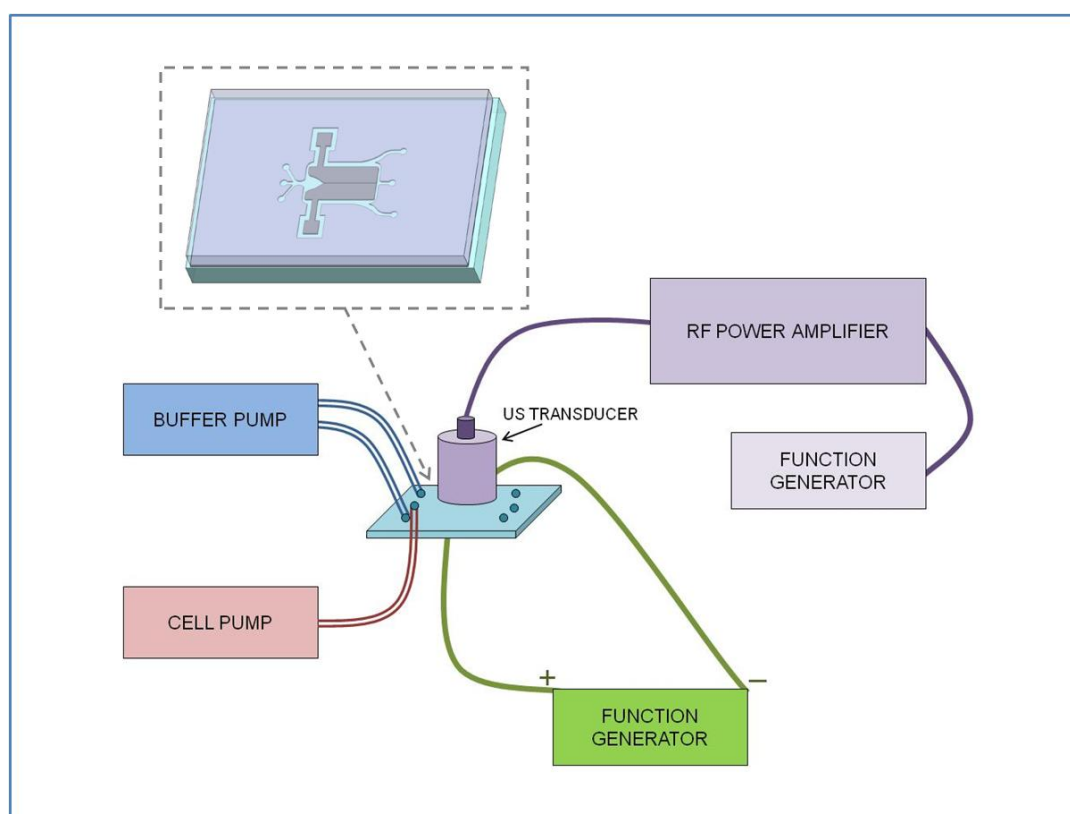 RF POWER AMPLIFIER
BUFFER PUMP
US TRANSDUCER
FUNCTION
GENERATOR
CELL PUMP
+
−
FUNCTION
GENERATOR